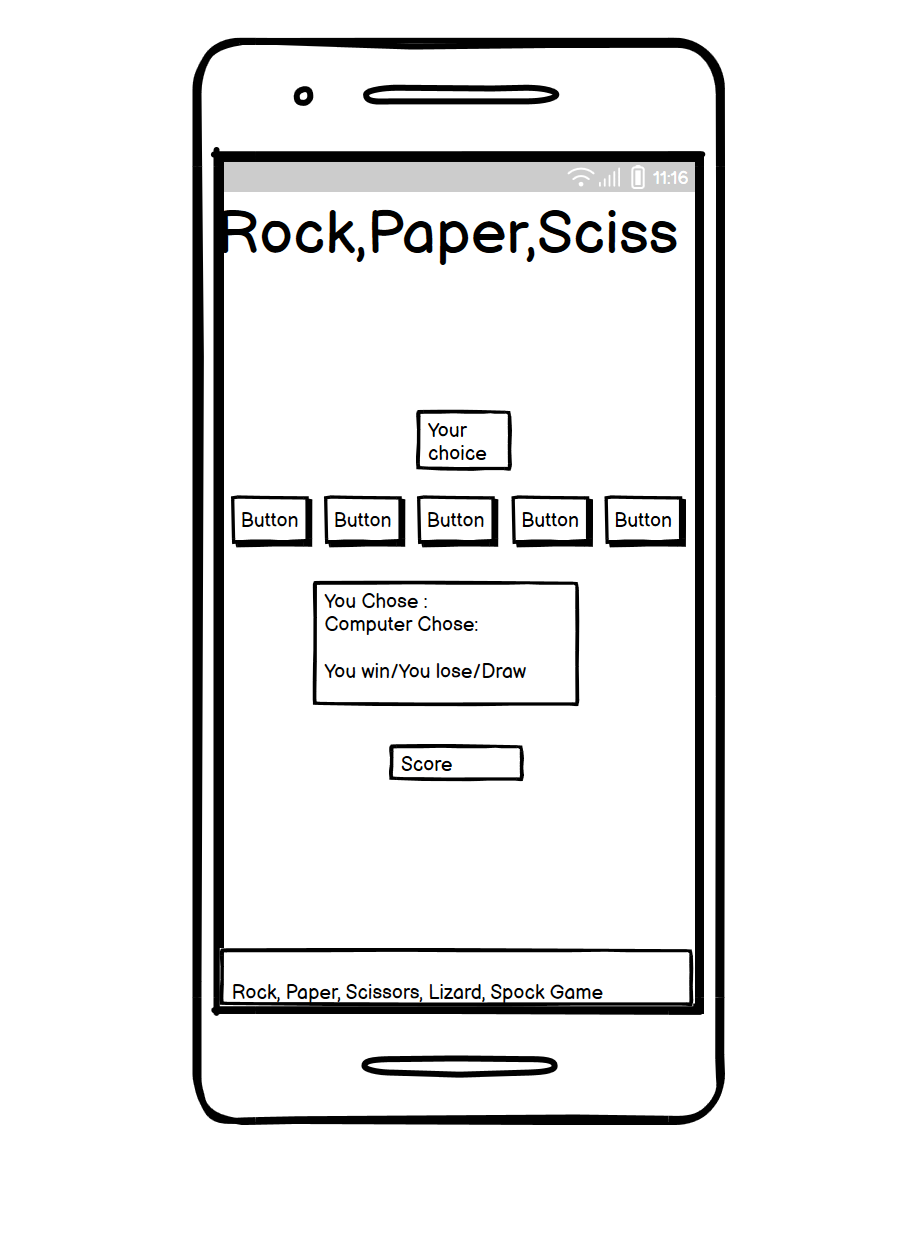 11:16
Rock,Paper,Sciss
Your
choice
Button Button Button Button Button
You Chose :
Computer Chose:
You win/You lose/Draw
Score
Rock, Paper, Scissors, Lizard, Spock Game